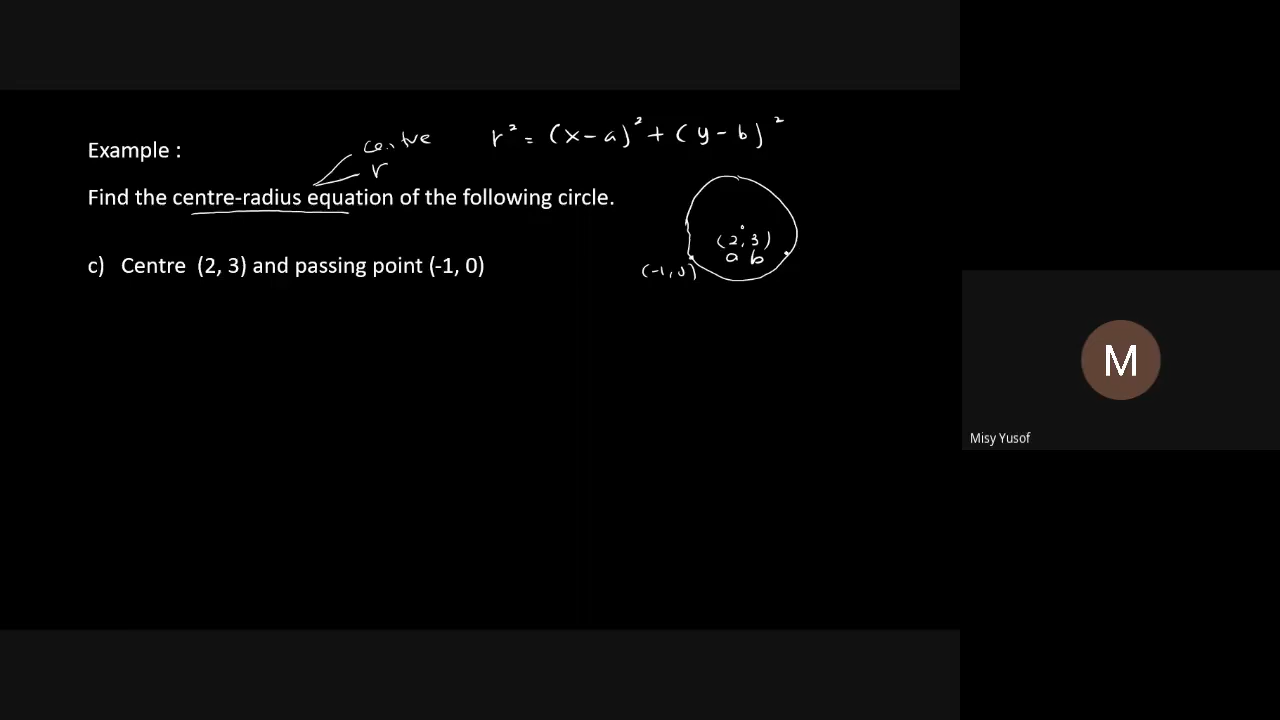 r² = (x - a)² + (y - b)²
centre
Example :
r
Find the centre-radius equation of the following circle.
(2, 3)
a b
c) Centre (2, 3) and passing point (-1, 0)
(-1, 0)
M
Misy Yusof